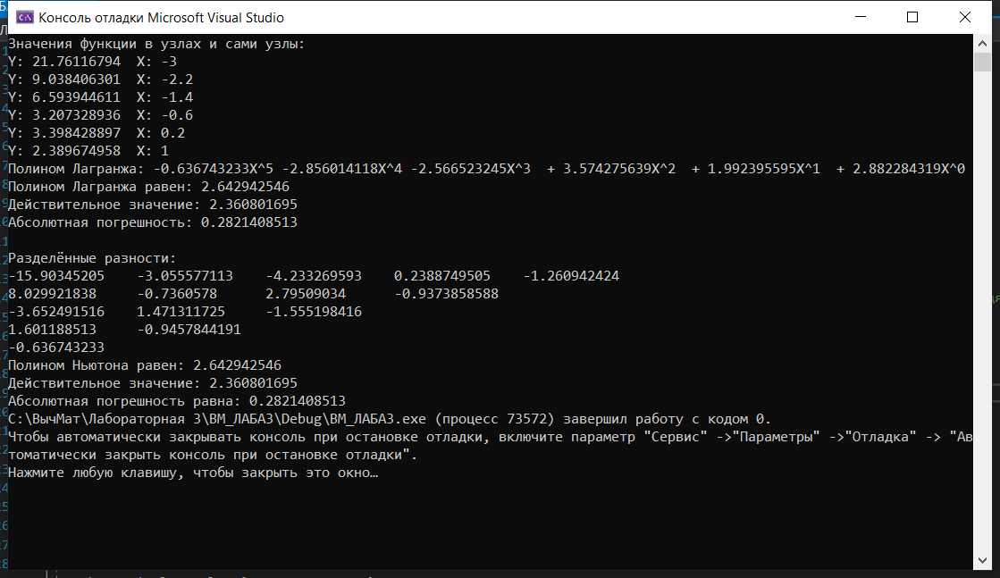 Консоль отладки Microsoft Visual Studio
Значения функции в узлах и сами узлы:
Y: 21.76116794  X: -3
Y: 9.038406301  X: -2.2
Y: 6.593944611  X: -1.4
Y: 3.207328936  X: -0.6
Y: 3.398428897  X: 0.2
Y: 2.389674958  X: 1
Полином Лагранжа: -0.636743233X^5 -2.856014118X^4 -2.566523245X^3  + 3.574275639X^2  + 1.992395595X^1  + 2.882284319X^0
Полином Лагранжа равен: 2.642942546
Действительное значение: 2.360801695
Абсолютная погрешность: 0.2821408513
Разделённые разности:
-15.90345205    -3.055577113    -4.233269593    0.2388749505    -1.260942424
8.029921838     -0.7360578      2.79509034      -0.9373858588
-3.652491516    1.471311725     -1.555198416
1.601188513     -0.9457844191
-0.636743233
Полином Ньютона равен: 2.642942546
Действительное значение: 2.360801695
Абсолютная погрешность равна: 0.2821408513
C:\ВычМат\Лабораторная 3\ВМ_ЛАБА3\Debug\ВМ_ЛАБА3.exe (процесс 73572) завершил работу с кодом 0.
Чтобы автоматически закрывать консоль при остановке отладки, включите параметр "Сервис" ->"Параметры" ->"Отладка" -> "Ав
томатически закрыть консоль при остановке отладки".
Нажмите любую клавишу, чтобы закрыть это окно…